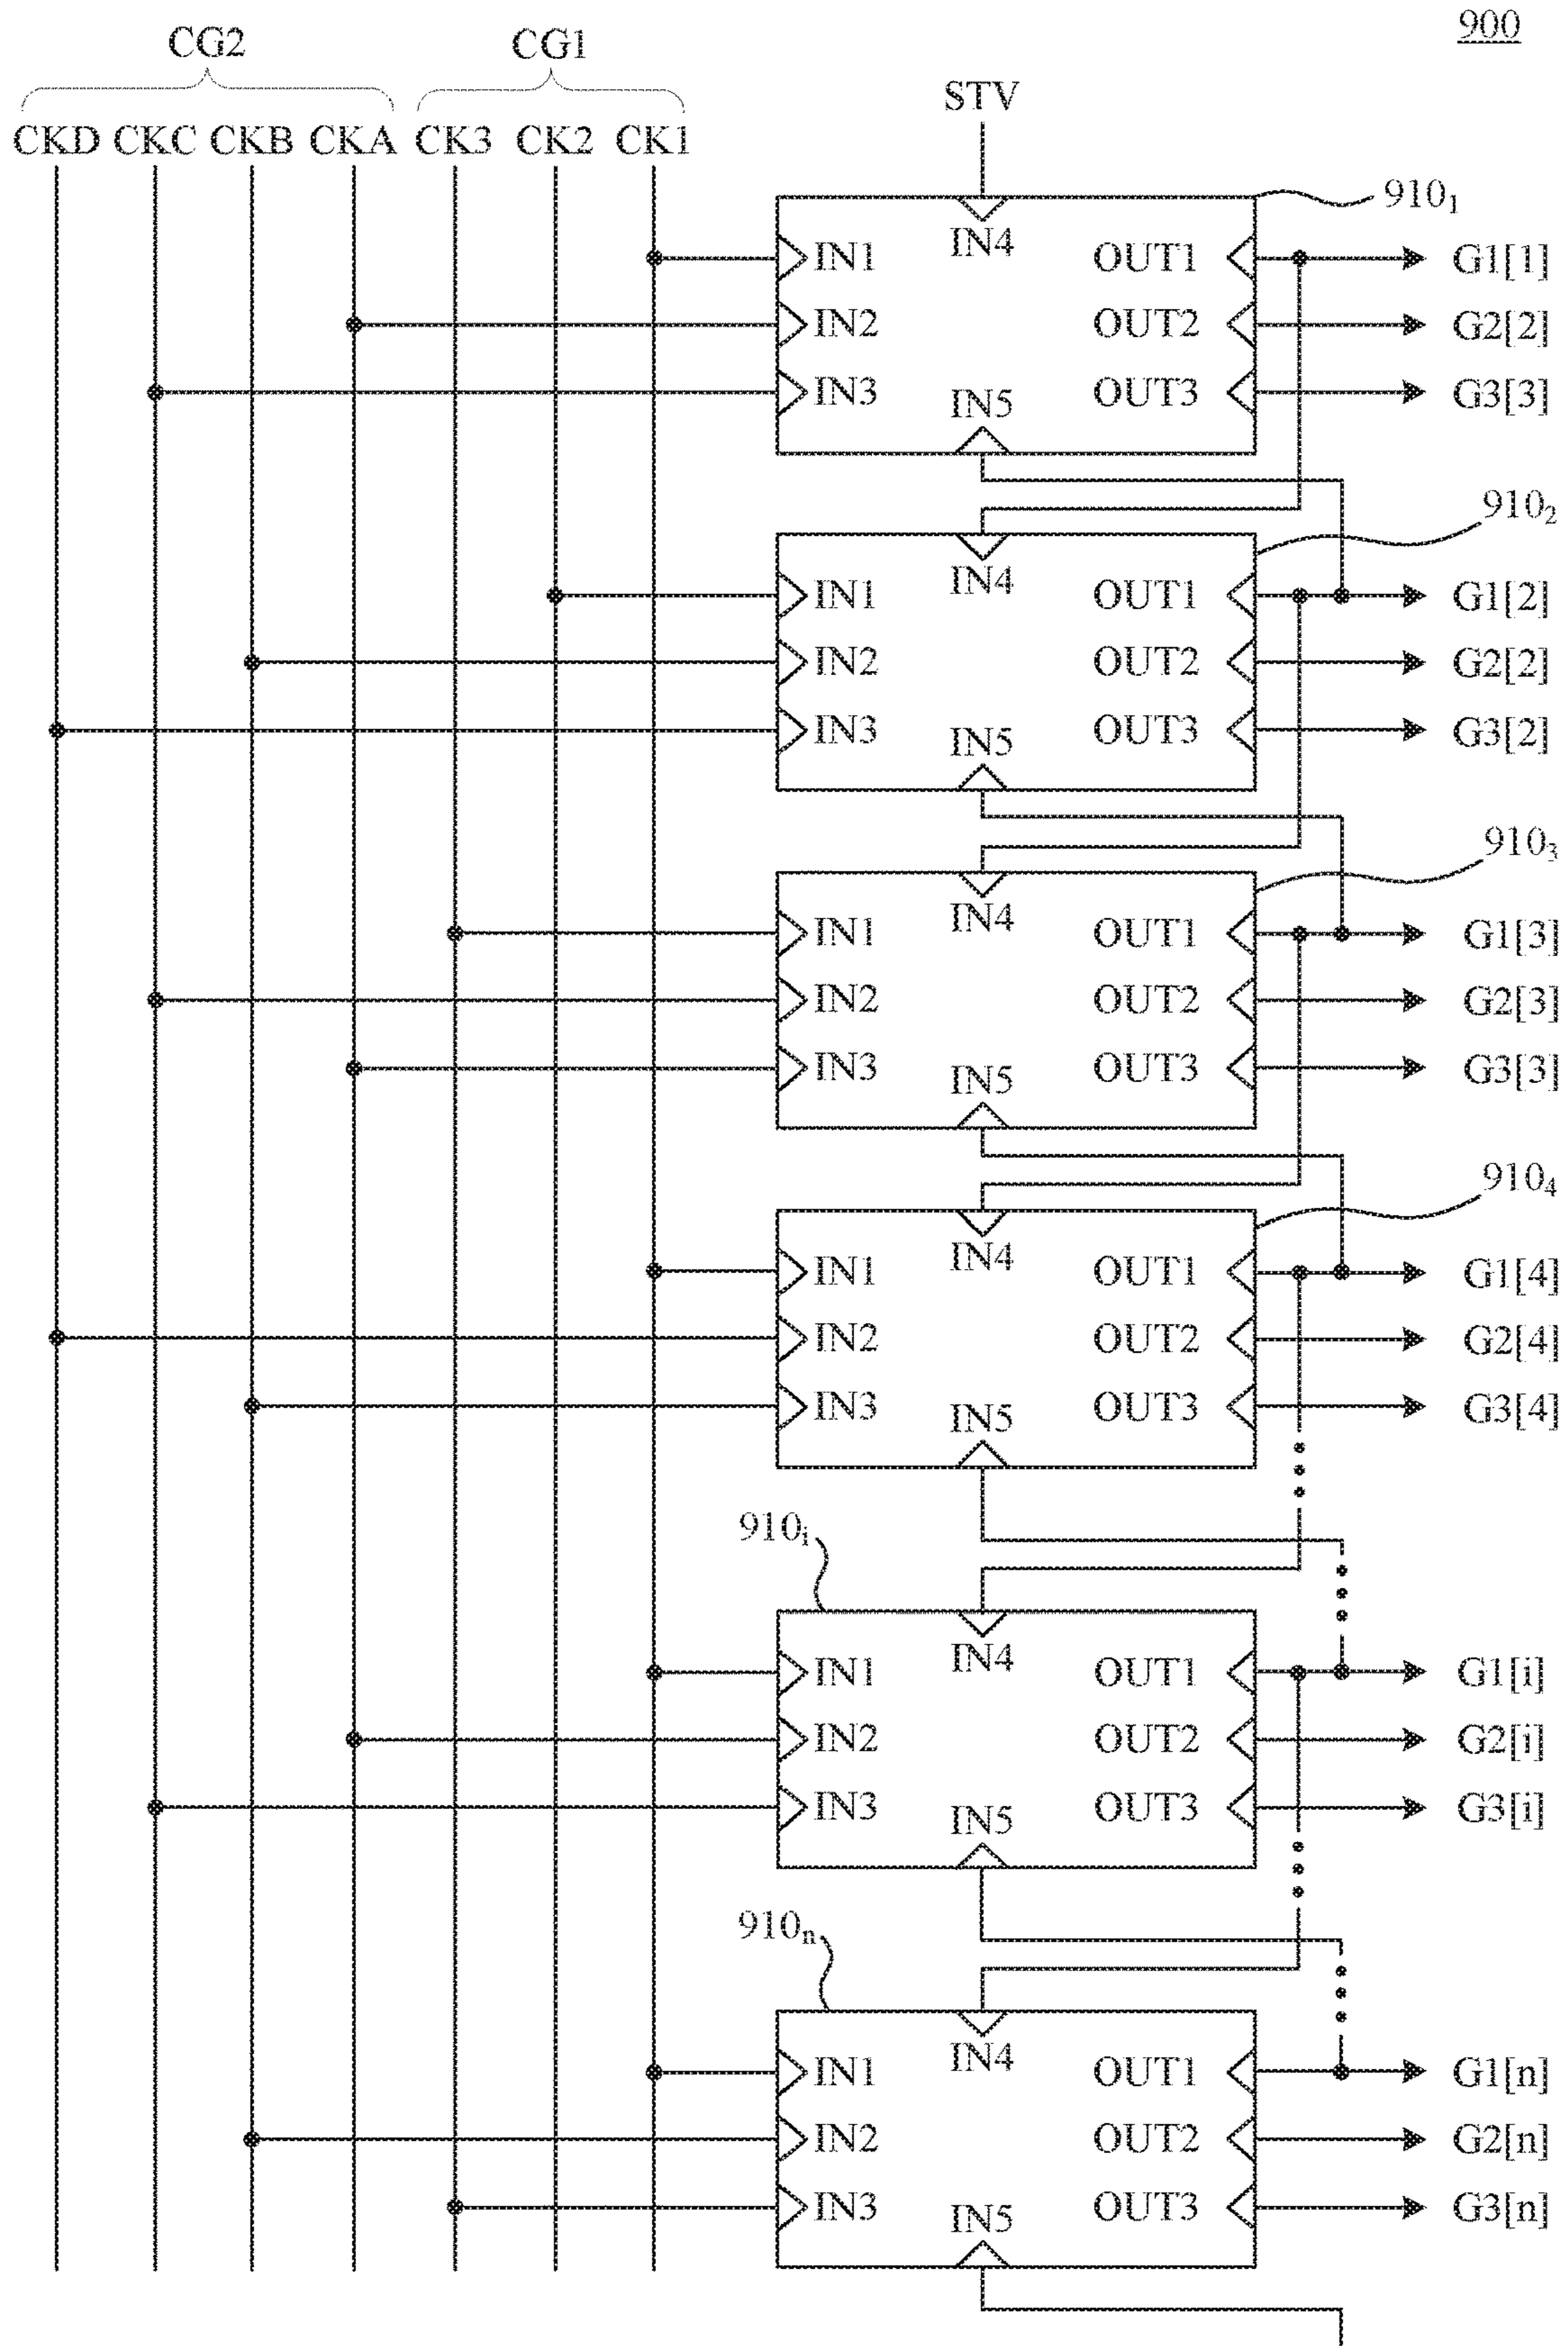 900
CG2 CG1
STV
CKD CKC CKB CKA CK3 CK2 CK1
910₁
IN4
IN1 OUT1 G1[1]
IN2 OUT2 G2[2]
IN3 OUT3 G3[3]
IN5
910₂
IN4
IN1 OUT1 G1[2]
IN2 OUT2 G2[2]
IN3 OUT3 G3[2]
IN5
910₃
IN4
IN1 OUT1 G1[3]
IN2 OUT2 G2[3]
IN3 OUT3 G3[3]
IN5
910₄
IN4
IN1 OUT1 G1[4]
IN2 OUT2 G2[4]
IN3 OUT3 G3[4]
IN5
910ᵢ
IN4
IN1 OUT1 G1[i]
IN2 OUT2 G2[i]
IN3 OUT3 G3[i]
IN5
910ₙ
IN4
IN1 OUT1 G1[n]
IN2 OUT2 G2[n]
IN3 OUT3 G3[n]
IN5